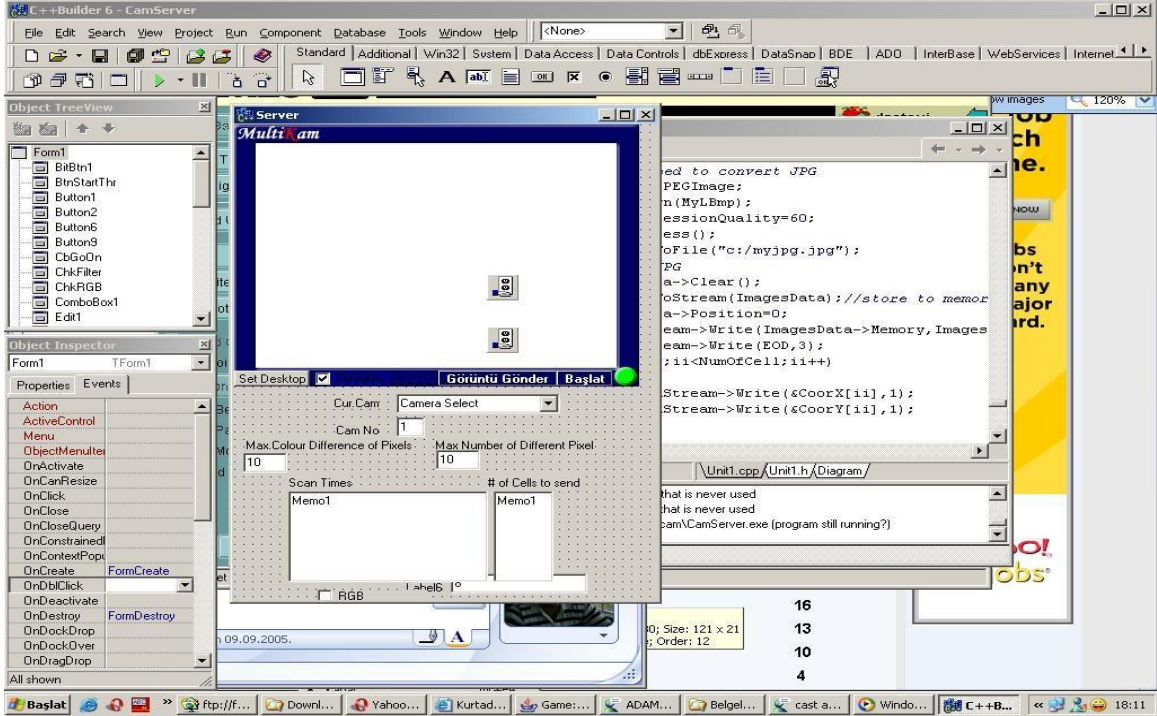 C++Builder 6 - CamServer
File Edit Search View Project Run Component Database Tools Window Help <None>
Standard Additional Win32 System Data Access Data Controls dbExpress DataSnap BDE ADO InterBase WebServices Internet
Object TreeView
Form1
BitBtn1
BtnStartThr
Button1
Button2
Button6
Button9
CbGoOn
ChkFilter
ChkRGB
ComboBox1
Edit1
Object Inspector
Form1 TForm1
Properties Events
Action
ActiveControl
Menu
ObjectMenuItem
OnActivate
OnCanResize
OnClick
OnClose
OnCloseQuery
OnConstrainedI
OnContextPopu
OnCreate FormCreate
OnDblClick
OnDeactivate
OnDestroy FormDestroy
OnDockDrop
OnDockOver
OnDragDrop
All shown
Server
MultiKam
Set Desktop Görüntü Gönder Başlat
Cur.Cam Camera Select
Cam No 1
Max.Colour Difference of Pixels Max Number of Different Pixel
10 10
Scan Times # of Cells to send
Memo1 Memo1
Label6
RGB
ow images 120%
ed to convert JPG
PEGImage;
n(MyLBmp);
essionQuality=60;
ess();
oFile("c:/myjpg.jpg");
PG
a->Clear();
oStream(ImagesData);//store to memor
a->Position=0;
eam->Write(ImagesData->Memory,Images
eam->Write(EOD,3);
;ii<NumOfCell;ii++)
Stream->Write(&CoorX[ii],1);
Stream->Write(&CoorY[ii],1);
Unit1.cpp Unit1.h Diagram
that is never used
that is never used
cam\CamServer.exe (program still running?)
ch
ne.
NOW
bs
on't
any
ajor
ard.
OO!
obs
n 09.09.2005.
30; Size: 121 x 21
e; Order: 12
16
13
10
4
Başlat ftp://f... Downl... Yahoo... Kurtad... Game:... ADAM... Belgel... cast a... Windo... C++B... 18:11